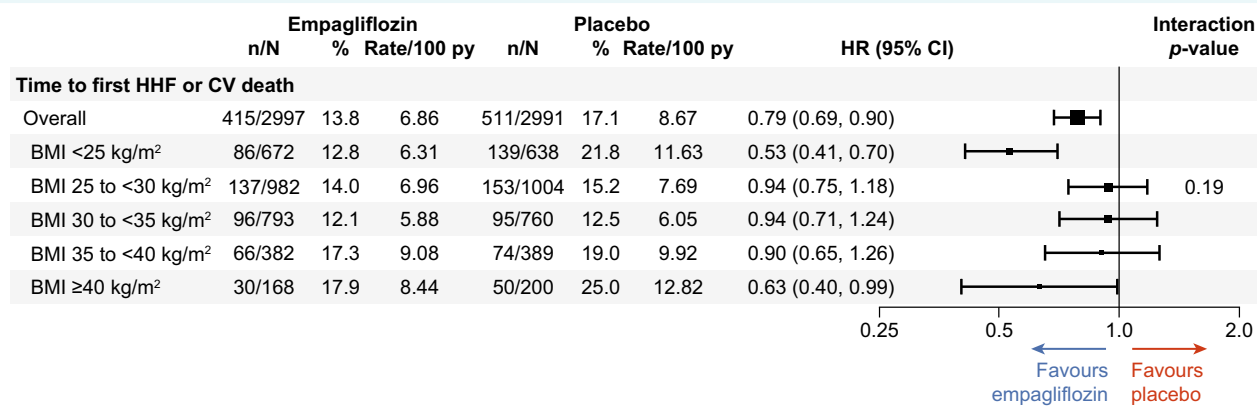 Empagliflozin Placebo Interaction
n/N % Rate/100 py n/N % Rate/100 py HR (95% CI) p-value
Time to first HHF or CV death
Overall 415/2997 13.8 6.86 511/2991 17.1 8.67 0.79 (0.69, 0.90)
BMI <25 kg/m² 86/672 12.8 6.31 139/638 21.8 11.63 0.53 (0.41, 0.70)
BMI 25 to <30 kg/m² 137/982 14.0 6.96 153/1004 15.2 7.69 0.94 (0.75, 1.18) 0.19
BMI 30 to <35 kg/m² 96/793 12.1 5.88 95/760 12.5 6.05 0.94 (0.71, 1.24)
BMI 35 to <40 kg/m² 66/382 17.3 9.08 74/389 19.0 9.92 0.90 (0.65, 1.26)
BMI ≥40 kg/m² 30/168 17.9 8.44 50/200 25.0 12.82 0.63 (0.40, 0.99)
0.25 0.5 1.0 2.0
Favours Favours
empagliflozin placebo